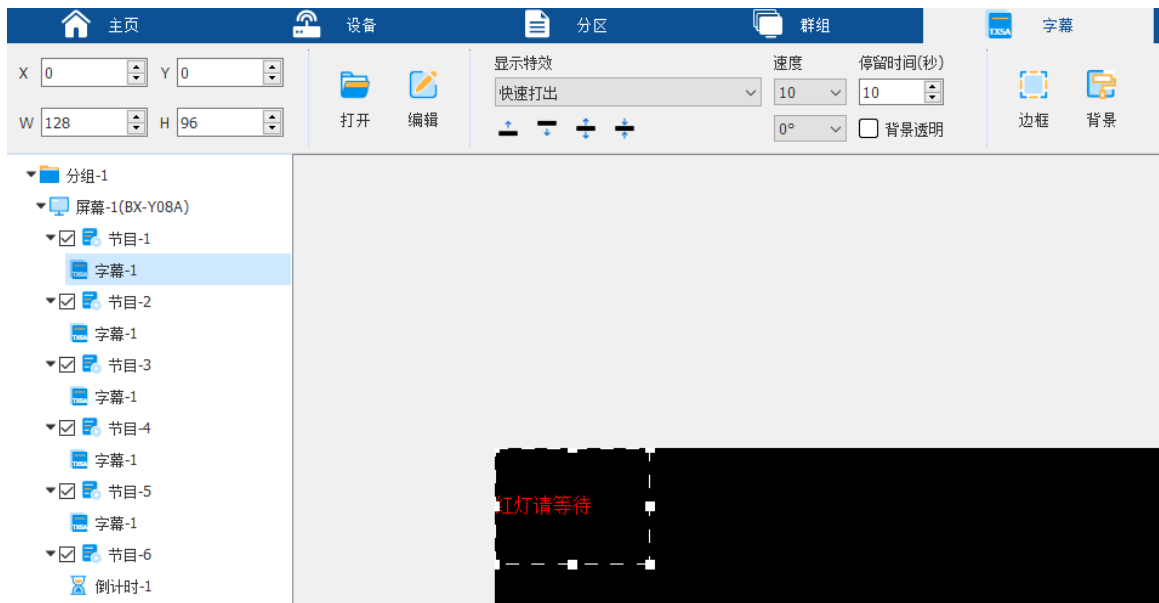 主页 设备 分区 群组 TXSA 字幕
X 0 Y 0
W 128 H 96
打开 编辑
显示特效 速度 停留时间(秒)
快速打出 10 10
0° 背景透明
边框 背景
分组-1
屏幕-1(BX-Y08A)
节目-1
字幕-1
节目-2
字幕-1
节目-3
字幕-1
节目-4
字幕-1
节目-5
字幕-1
节目-6
倒计时-1
红灯请等待